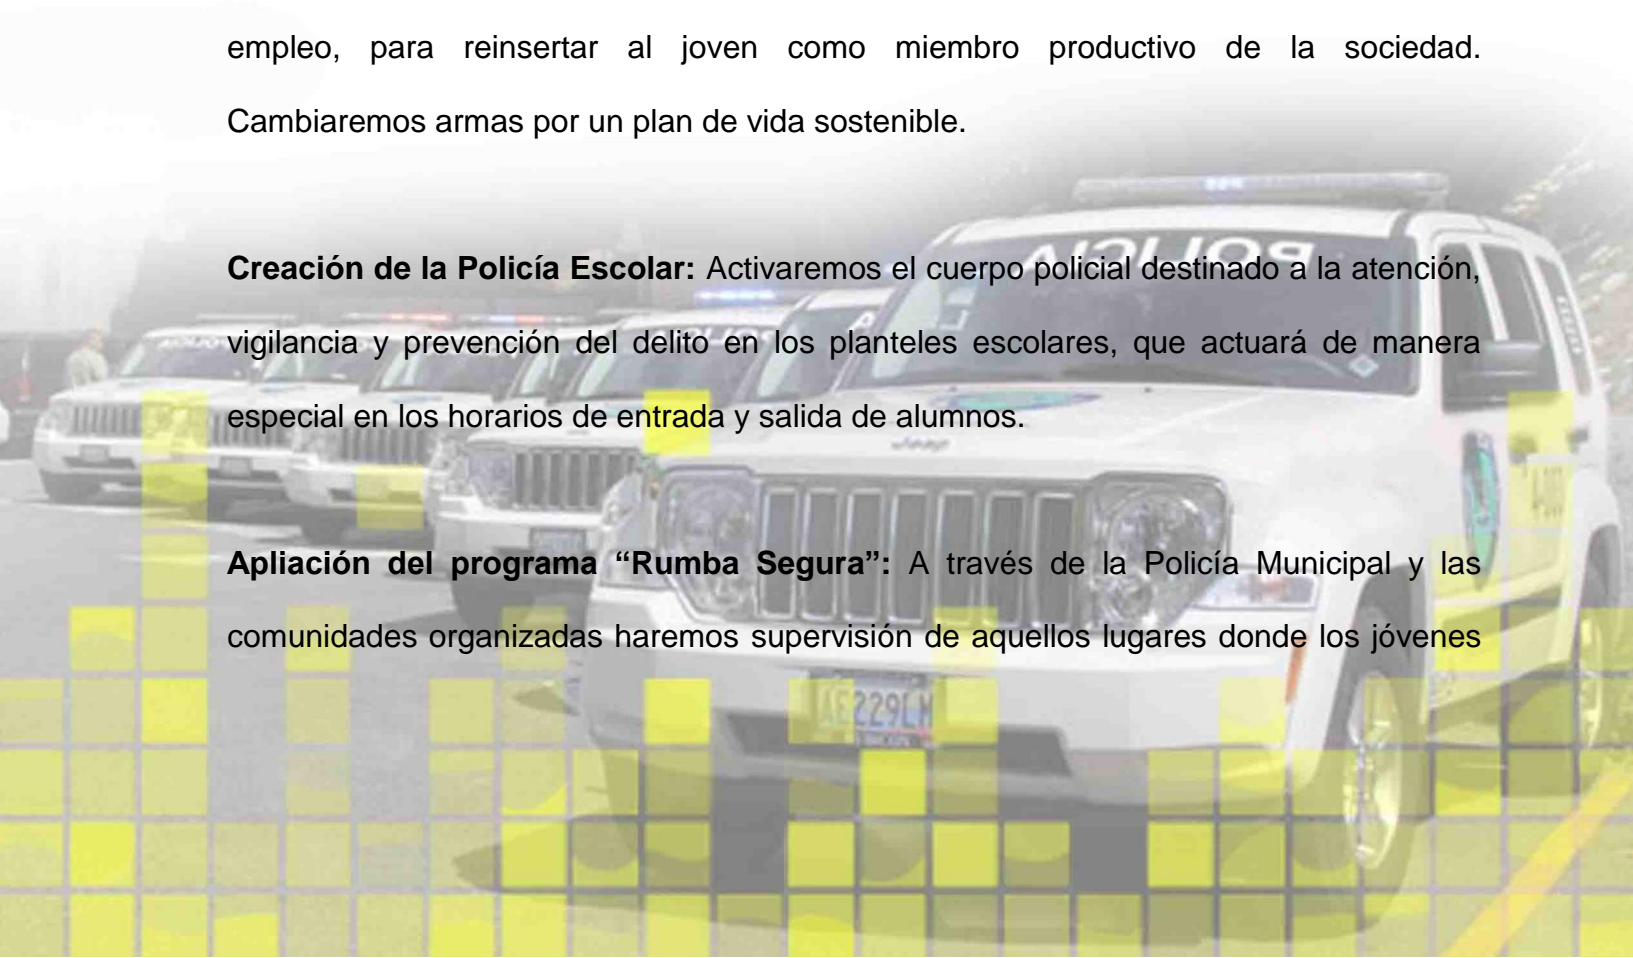 empleo, para reinsertar al joven como miembro productivo de la sociedad.
Cambiaremos armas por un plan de vida sostenible.
POLICIA
Creación de la Policía Escolar: Activaremos el cuerpo policial destinado a la atención,
vigilancia y prevención del delito en los planteles escolares, que actuará de manera
especial en los horarios de entrada y salida de alumnos.
Jeep
Apliación del programa “Rumba Segura”: A través de la Policía Municipal y las
comunidades organizadas haremos supervisión de aquellos lugares donde los jóvenes